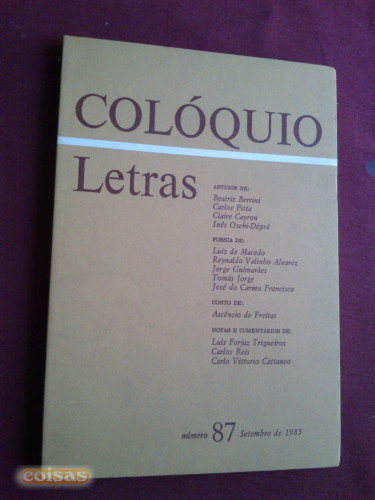 COLÓQUIO
Letras
ARTIGOS DE:
Beatriz Berrini
Carlos Pitta
Claire Cayron
Inês Oseki-Dépré
POESIA DE:
Luiz de Macedo
Reynaldo Valinho Alvarez
Jorge Guimarães
Tomás Jorge
José do Carmo Francisco
CONTO DE:
Ascêncio de Freitas
NOTAS E COMENTÁRIOS DE:
Luís Forjaz Trigueiros
Carlos Reis
Carlo Vittorio Cattaneo
número 87 Setembro de 1985
coisas